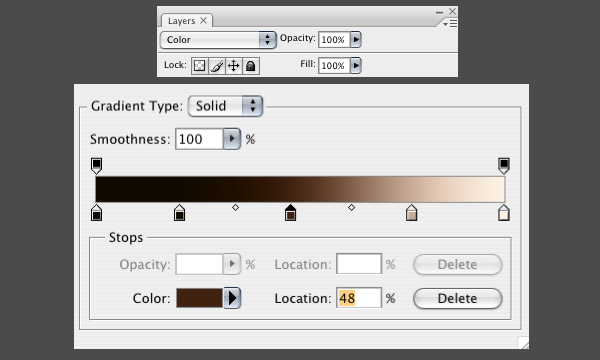 Layers ×
Color Opacity: 100%
Lock: Fill: 100%
Gradient Type: Solid
Smoothness: 100 %
Stops
Opacity: % Location: % Delete
Color: Location: 48 % Delete